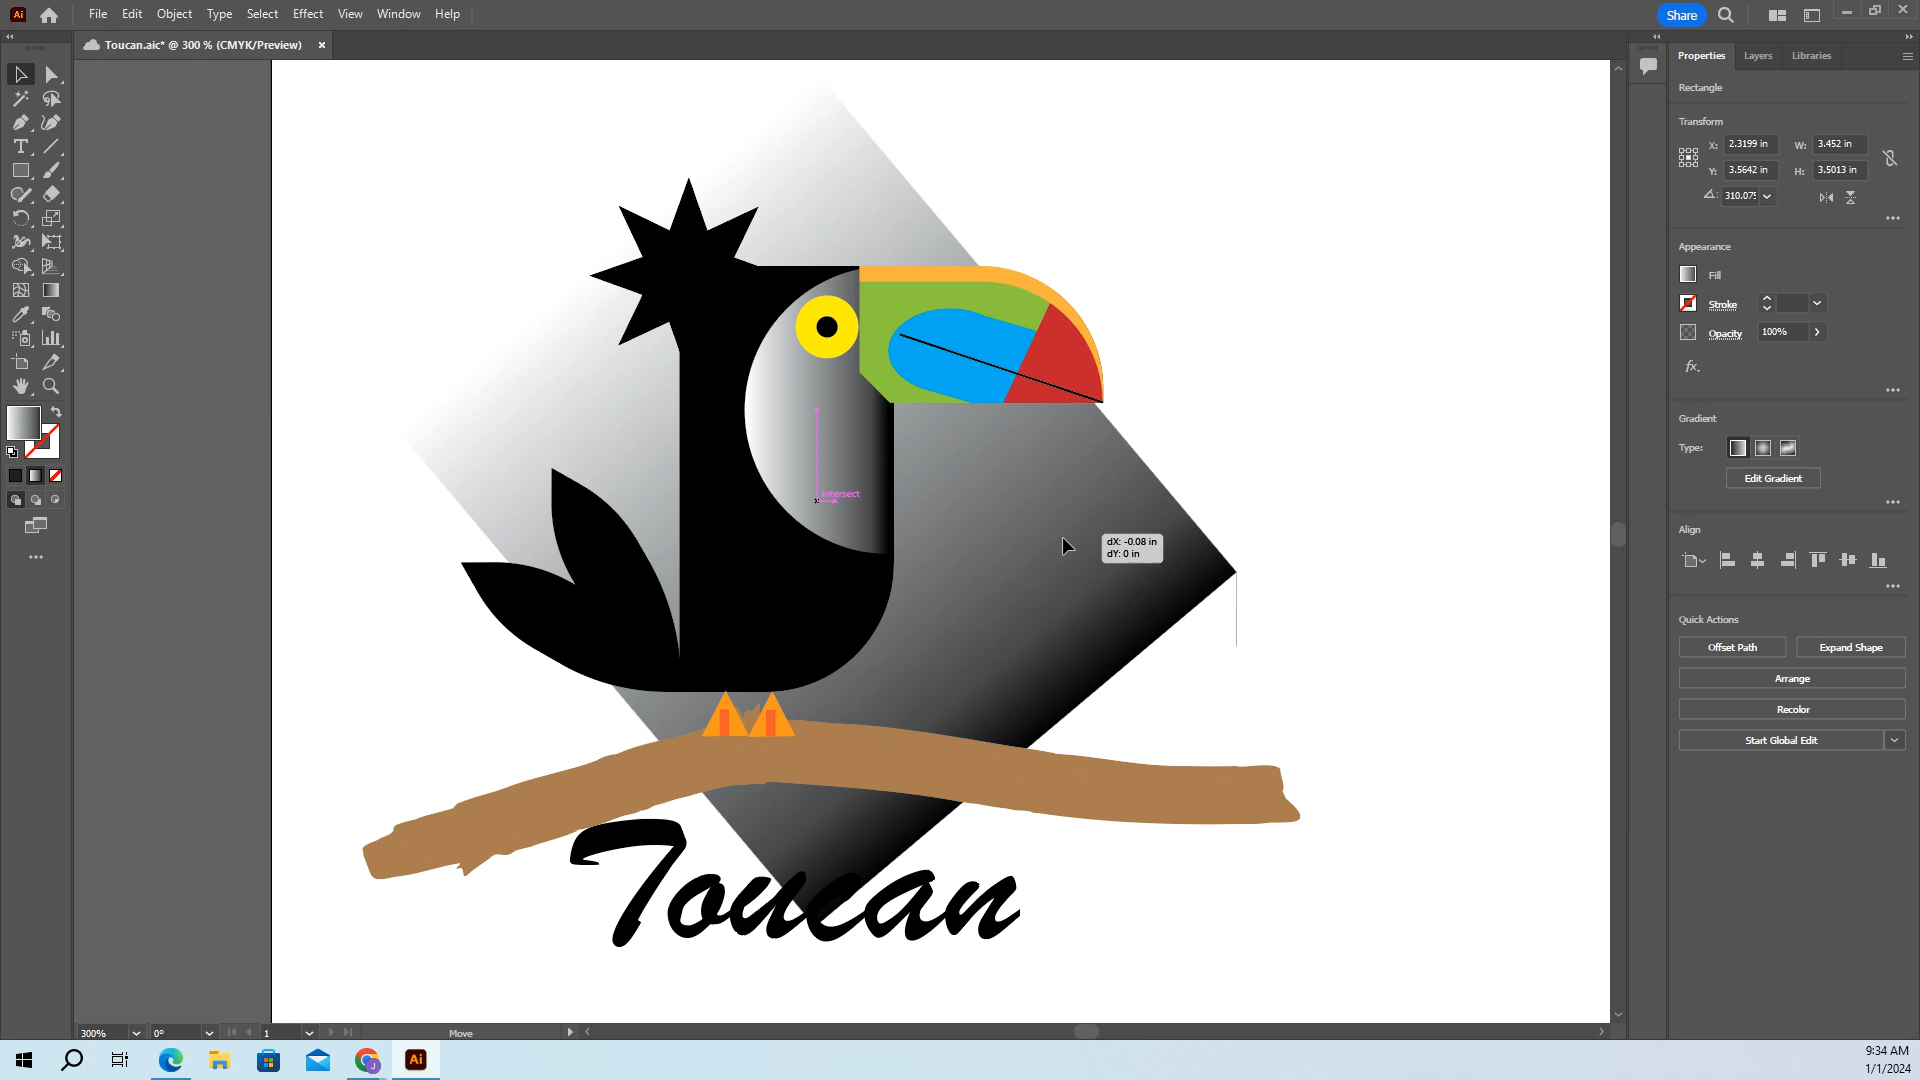 Ai File Edit Object Type Select Effect View Window Help Share
Toucan.aic* @ 300 % (CMYK/Preview) ×
Properties Layers Libraries
Rectangle
Transform
X: 2.3199 in W: 3.452 in
Y: 3.5642 in H: 3.5013 in
310.075
Appearance
Fill
Stroke
Opacity 100%
fx.
Gradient
Type:
Edit Gradient
Align
Quick Actions
Offset Path Expand Shape
Arrange
Recolor
Start Global Edit
intersect
dX: -0.08 in
dY: 0 in
Toucan
300% 0° 1 Move
J Ai
9:34 AM
1/1/2024